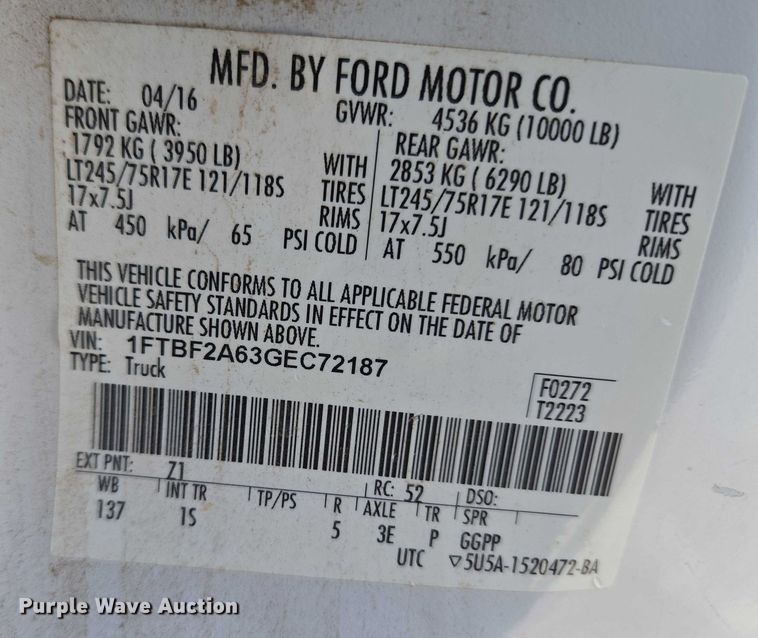 MFD. BY FORD MOTOR CO.
DATE: 04/16 GVWR: 4536 KG (10000 LB)
FRONT GAWR: REAR GAWR:
1792 KG ( 3950 LB) WITH 2853 KG ( 6290 LB) WITH
LT245/75R17E 121/118S TIRES LT245/75R17E 121/118S TIRES
17x7.5J RIMS 17x7.5J RIMS
AT 450 kPa/ 65 PSI COLD AT 550 kPa/ 80 PSI COLD
THIS VEHICLE CONFORMS TO ALL APPLICABLE FEDERAL MOTOR
VEHICLE SAFETY STANDARDS IN EFFECT ON THE DATE OF
MANUFACTURE SHOWN ABOVE.
VIN: 1FTBF2A63GEC72187
TYPE: Truck
F0272
T2223
EXT PNT: Z1 RC: 52 DSO:
WB INT TR TP/PS R AXLE TR SPR
137 1S 5 3E P GGPP
UTC ▽5U5A-1520472-BA
Purple Wave Auction